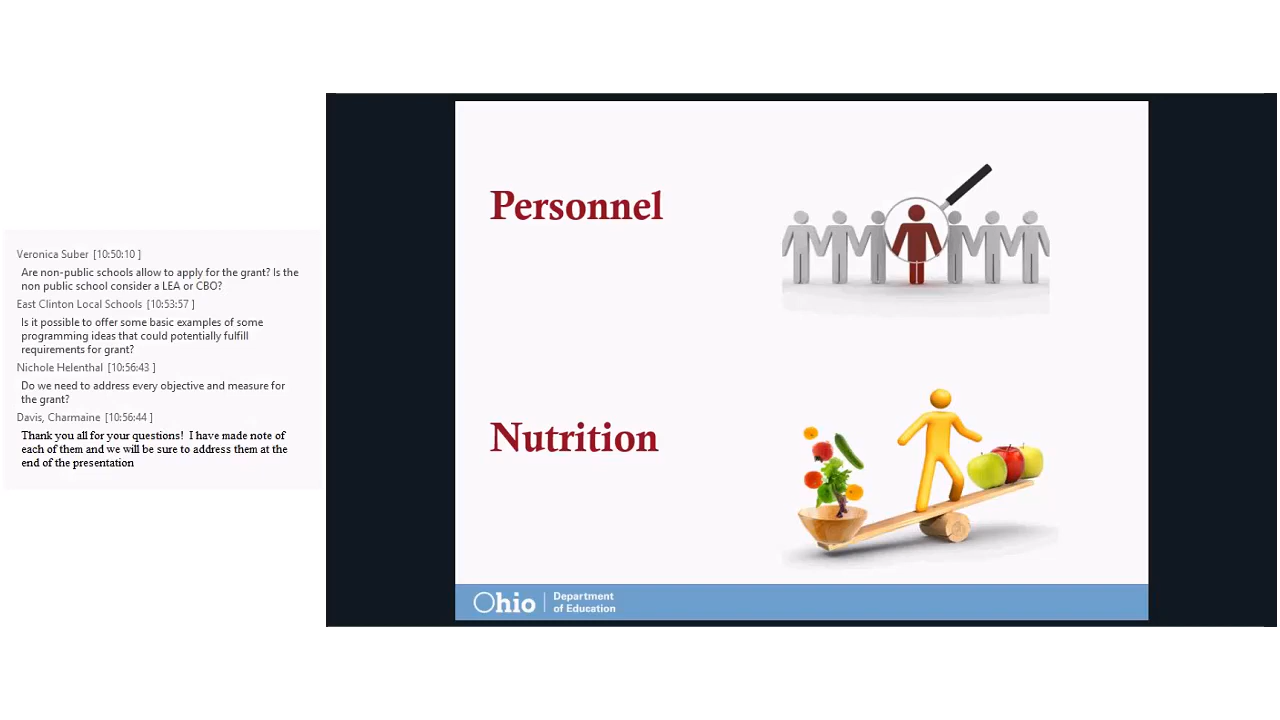 Veronica Suber [10:50:10 ]
Are non-public schools allow to apply for the grant? Is the
non public school consider a LEA or CBO?
East Clinton Local Schools [10:53:57 ]
Is it possible to offer some basic examples of some
programming ideas that could potentially fulfill
requirements for grant?
Nichole Helenthal [10:56:43 ]
Do we need to address every objective and measure for
the grant?
Davis, Charmaine [10:56:44 ]
Thank you all for your questions!  I have made note of
each of them and we will be sure to address them at the
end of the presentation
Personnel
Nutrition
Ohio
Department
of Education